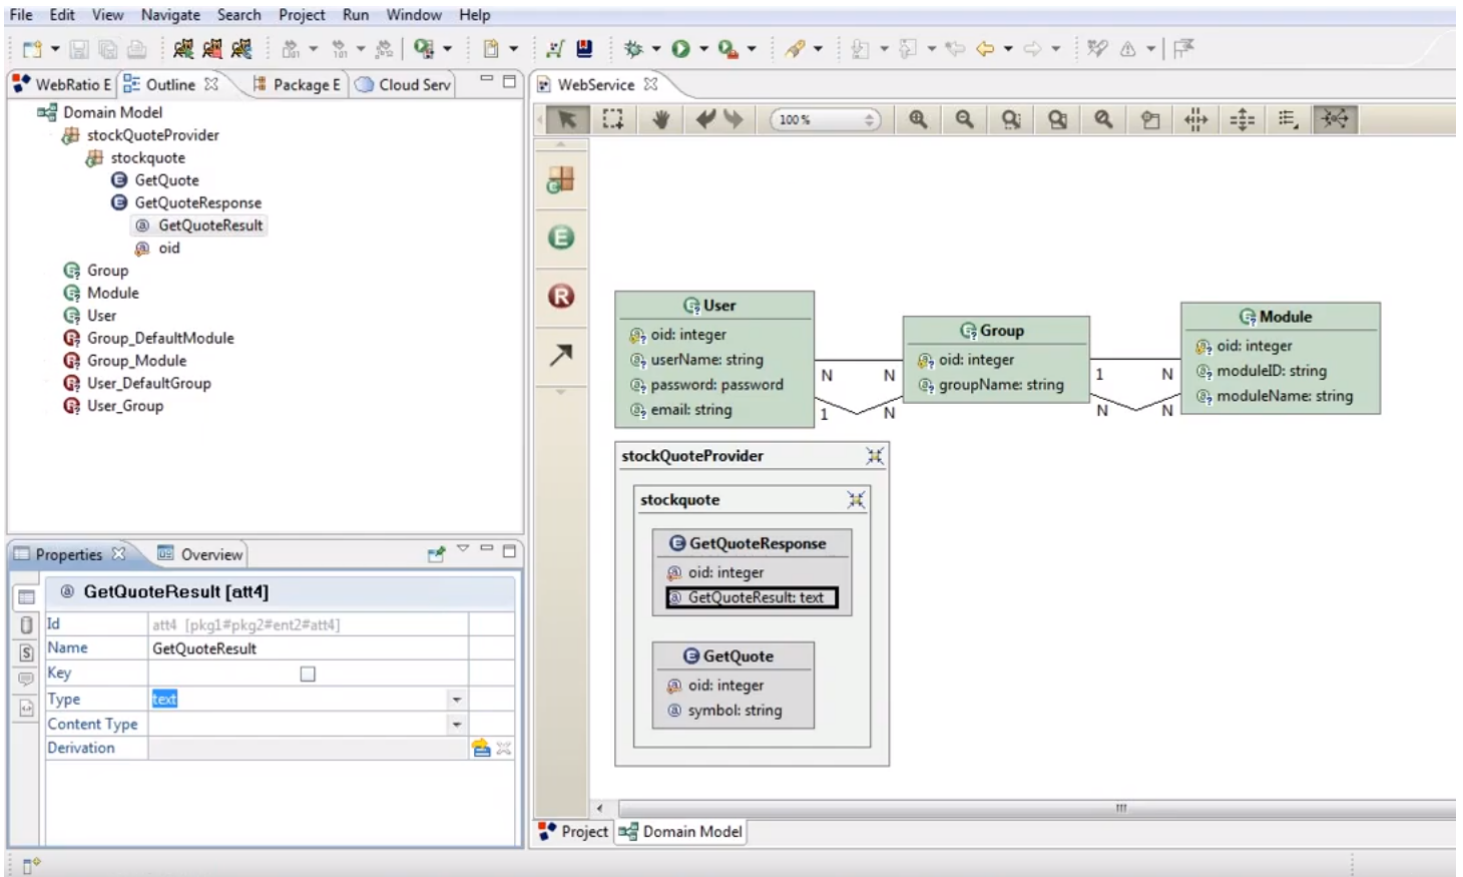 File Edit View Navigate Search Project Run Window Help
WebRatio E Outline Package E Cloud Serv
WebService
Domain Model
stockQuoteProvider
stockquote
GetQuote
GetQuoteResponse
GetQuoteResult
oid
Group
Module
User
Group_DefaultModule
Group_Module
User_DefaultGroup
User_Group
100 %
User
oid: integer
userName: string
password: password
email: string
N N
1 N
Group
oid: integer
groupName: string
1 N
N N
Module
oid: integer
moduleID: string
moduleName: string
stockQuoteProvider
stockquote
GetQuoteResponse
oid: integer
GetQuoteResult: text
GetQuote
oid: integer
symbol: string
Properties Overview
GetQuoteResult [att4]
Id att4 [pkg1#pkg2#ent2#att4]
Name GetQuoteResult
Key
Type text
Content Type
Derivation
Project Domain Model